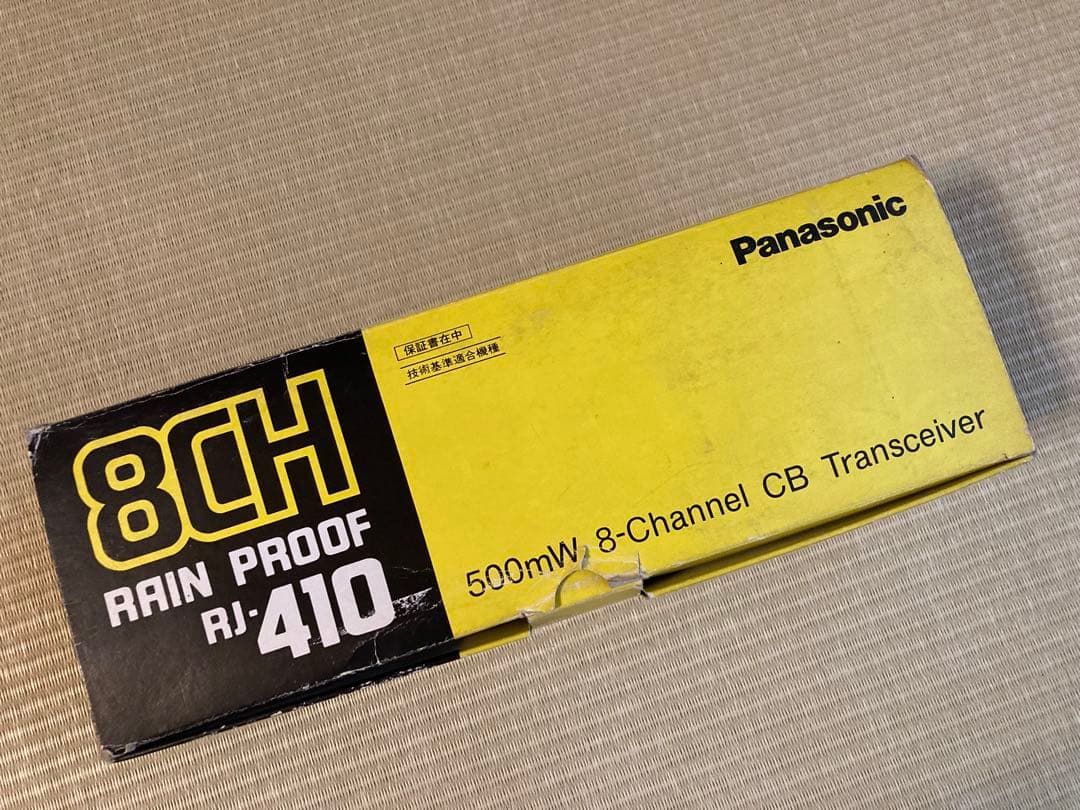 Panasonic
保証書在中
技術基準適合機種
8CH
RAIN PROOF
RJ-410
500mW 8-Channel CB Transceiver